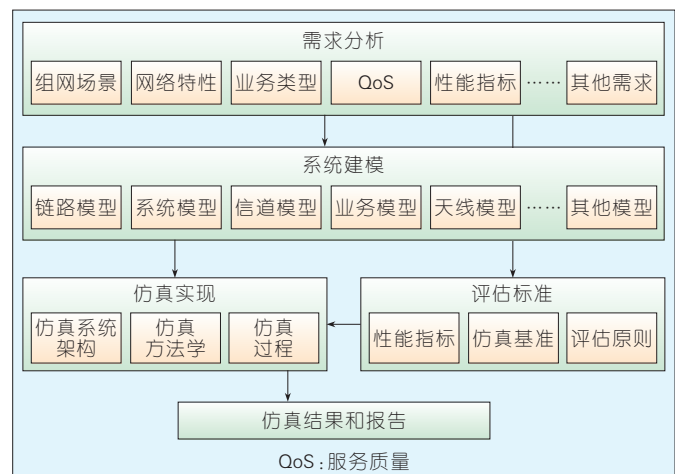 需求分析
组网场景 网络特性 业务类型 QoS 性能指标 …… 其他需求
系统建模
链路模型 系统模型 信道模型 业务模型 天线模型 …… 其他模型
仿真实现
仿真系统
架构
仿真
方法学
仿真
过程
评估标准
性能指标 仿真基准 评估原则
仿真结果和报告
QoS：服务质量